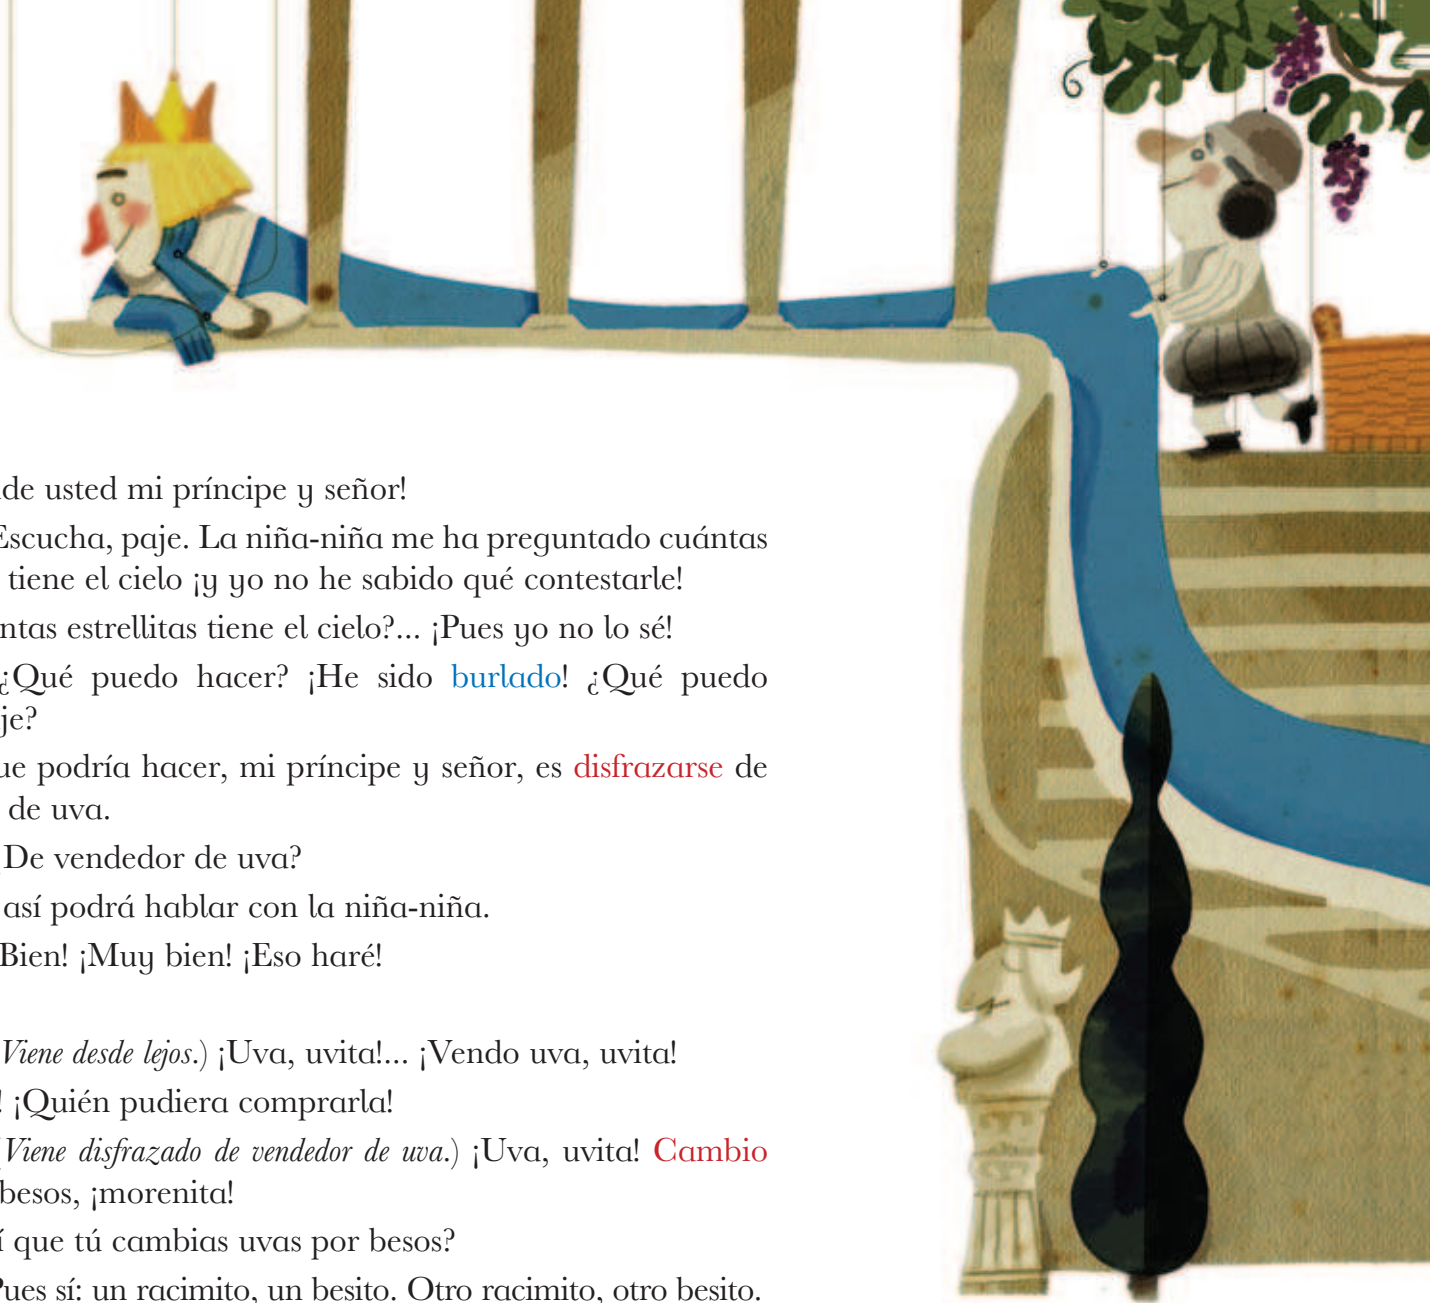 de usted mi príncipe y señor!
Escucha, paje. La niña-niña me ha preguntado cuántas
tiene el cielo ¡y yo no he sabido qué contestarle!
ntas estrellitas tiene el cielo?... ¡Pues yo no lo sé!
¿Qué puedo hacer? ¡He sido burlado! ¿Qué puedo
je?
ue podría hacer, mi príncipe y señor, es disfrazarse de
de uva.
De vendedor de uva?
así podrá hablar con la niña-niña.
Bien! ¡Muy bien! ¡Eso haré!
Viene desde lejos.) ¡Uva, uvita!... ¡Vendo uva, uvita!
! ¡Quién pudiera comprarla!
(Viene disfrazado de vendedor de uva.) ¡Uva, uvita! Cambio
besos, ¡morenita!
í que tú cambias uvas por besos?
Pues sí: un racimito, un besito. Otro racimito, otro besito.